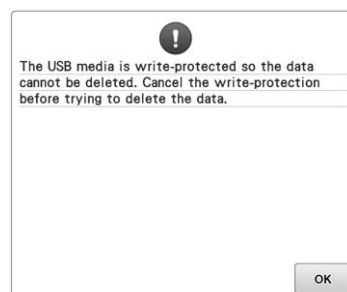 The USB media is write-protected so the data
cannot be deleted. Cancel the write-protection
before trying to delete the data.
OK